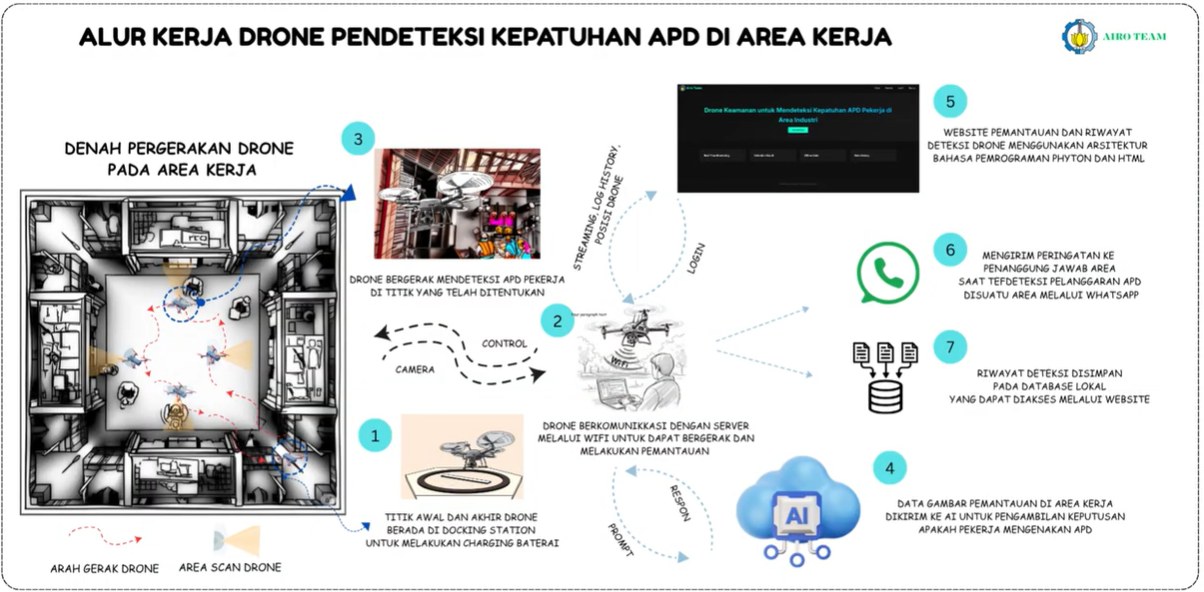 ALUR KERJA DRONE PENDETEKSI KEPATUHAN APD DI AREA KERJA
AIRO TEAM
DENAH PERGERAKAN DRONE
PADA AREA KERJA
ARAH GERAK DRONE
AREA SCAN DRONE
1
TITIK AWAL DAN AKHIR DRONE
BERADA DI DOCKING STATION
UNTUK MELAKUKAN CHARGING BATERAI
2
CONTROL
CAMERA
WiFi
DRONE BERKOMUNIKKASI DENGAN SERVER
MELALUI WIFI UNTUK DAPAT BERGERAK DAN
MELAKUKAN PEMANTAUAN
3
DRONE BERGERAK MENDETEKSI APD PEKERJA
DI TITIK YANG TELAH DITENTUKAN
4
AI
PROMPT
RESPON
DATA GAMBAR PEMANTAUAN DI AREA KERJA
DIKIRIM KE AI UNTUK PENGAMBILAN KEPUTUSAN
APAKAH PEKERJA MENGENAKAN APD
5
STREAMING, LOG HISTORY,
POSISI DRONE
LOGIN
Drone Keamanan untuk Mendeteksi Kepatuhan APD Pekerja di
Area Industri
WEBSITE PEMANTAUAN DAN RIWAYAT
DETEKSI DRONE MENGGUNAKAN ARSITEKTUR
BAHASA PEMROGRAMAN PHYTON DAN HTML
6
MENGIRIM PERINGATAN KE
PENANGGUNG JAWAB AREA
SAAT TEFDETEKSI PELANGGARAN APD
DISUATU AREA MELALUI WHATSAPP
7
RIWAYAT DETEKSI DISIMPAN
PADA DATABASE LOKAL
YANG DAPAT DIAKSES MELALUI WEBSITE